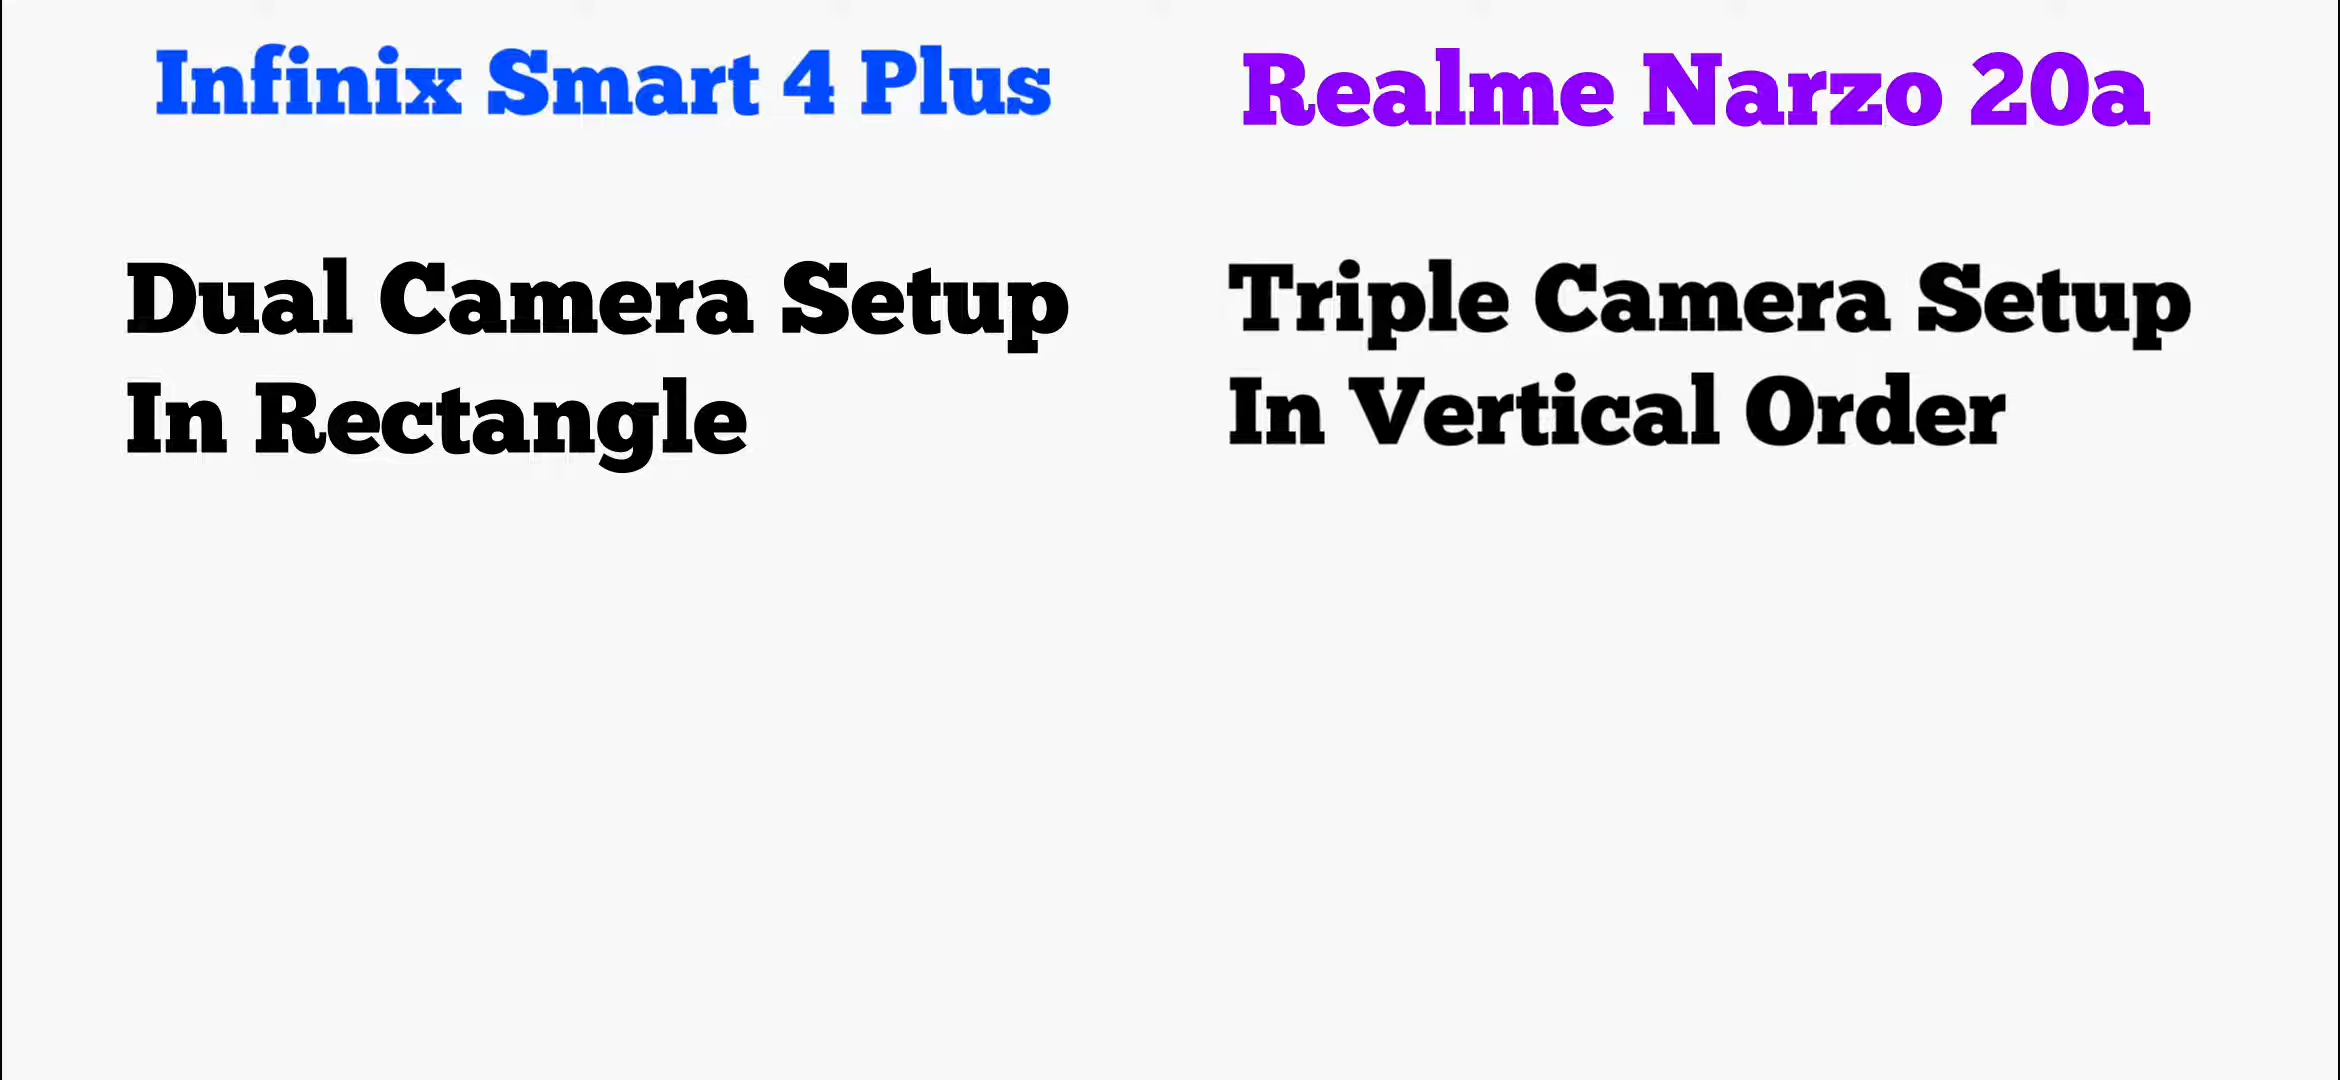 Infinix Smart 4 Plus
Dual Camera Setup
In Rectangle
Realme Narzo 20a
Triple Camera Setup
In Vertical Order